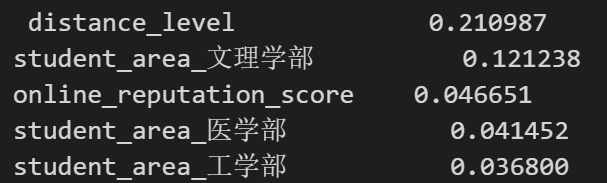 distance_level 0.210987
student_area_文理学部 0.121238
online_reputation_score 0.046651
student_area_医学部 0.041452
student_area_工学部 0.036800